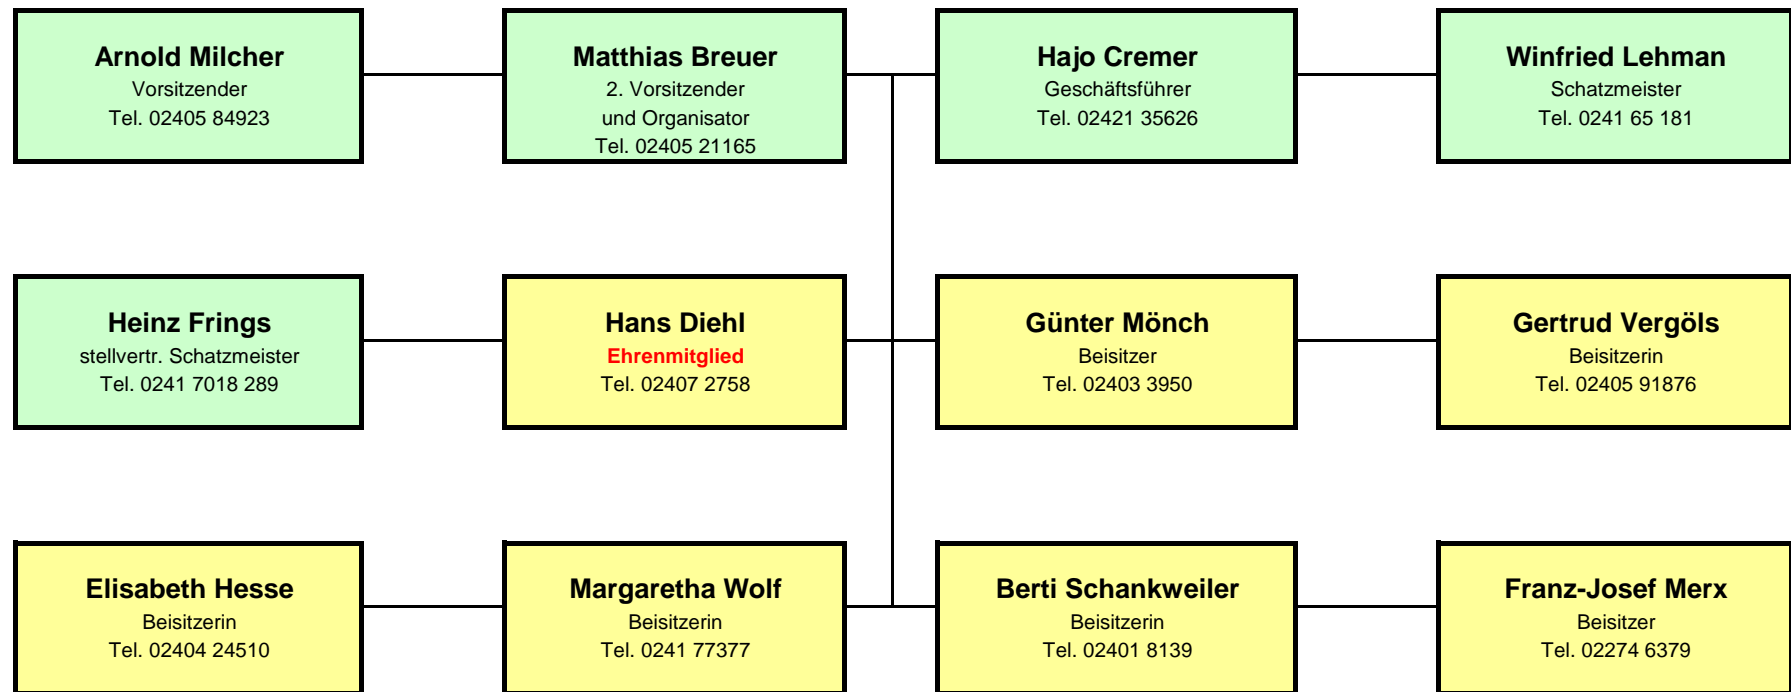 Arnold Milcher
Vorsitzender
Tel. 02405 84923
Matthias Breuer
2. Vorsitzender
und Organisator
Tel. 02405 21165
Hajo Cremer
Geschäftsführer
Tel. 02421 35626
Winfried Lehman
Schatzmeister
Tel. 0241 65 181
Heinz Frings
stellvertr. Schatzmeister
Tel. 0241 7018 289
Hans Diehl
Ehrenmitglied
Tel. 02407 2758
Günter Mönch
Beisitzer
Tel. 02403 3950
Gertrud Vergöls
Beisitzerin
Tel. 02405 91876
Elisabeth Hesse
Beisitzerin
Tel. 02404 24510
Margaretha Wolf
Beisitzerin
Tel. 0241 77377
Berti Schankweiler
Beisitzerin
Tel. 02401 8139
Franz-Josef Merx
Beisitzer
Tel. 02274 6379